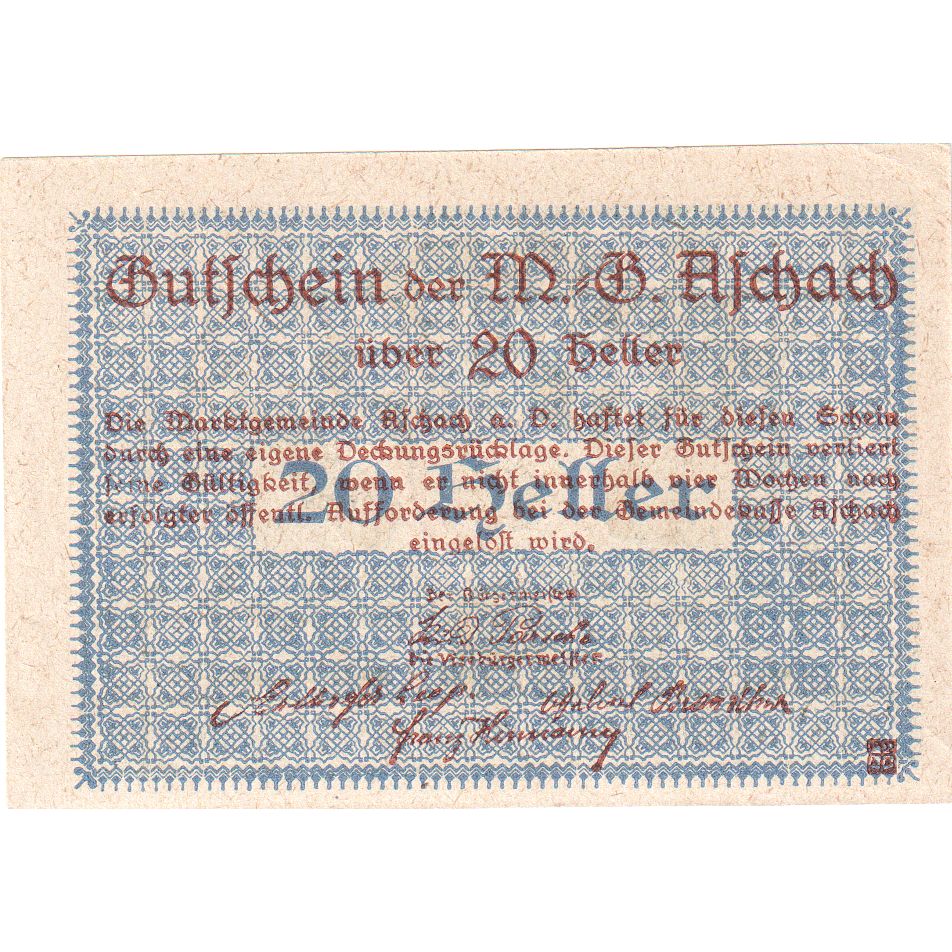 Gutschein der M.-G. Aschach
über 20 Heller
Die Marktgemeinde Aschach a. D. haftet für diesen Schein
durch eine eigene Deckungsrücklage. Dieser Gutschein verliert
seine Gültigkeit, wenn er nicht innerhalb vier Wochen nach
erfolgter öffentl. Aufforderung bei der Gemeindekasse Aschach
eingelöst wird.
20 Heller
Der Bürgermeister
Die Vizebürgermeister
Franz